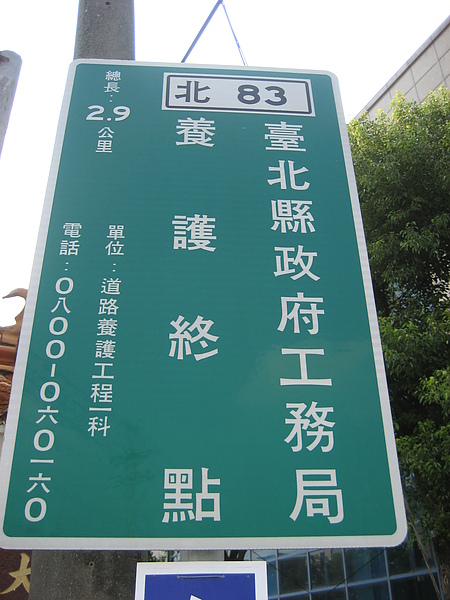 北 83
臺北縣政府工務局
養護終點
總長：2.9公里
單位：道路養護工程一科
電話：０八００－０六０一六０